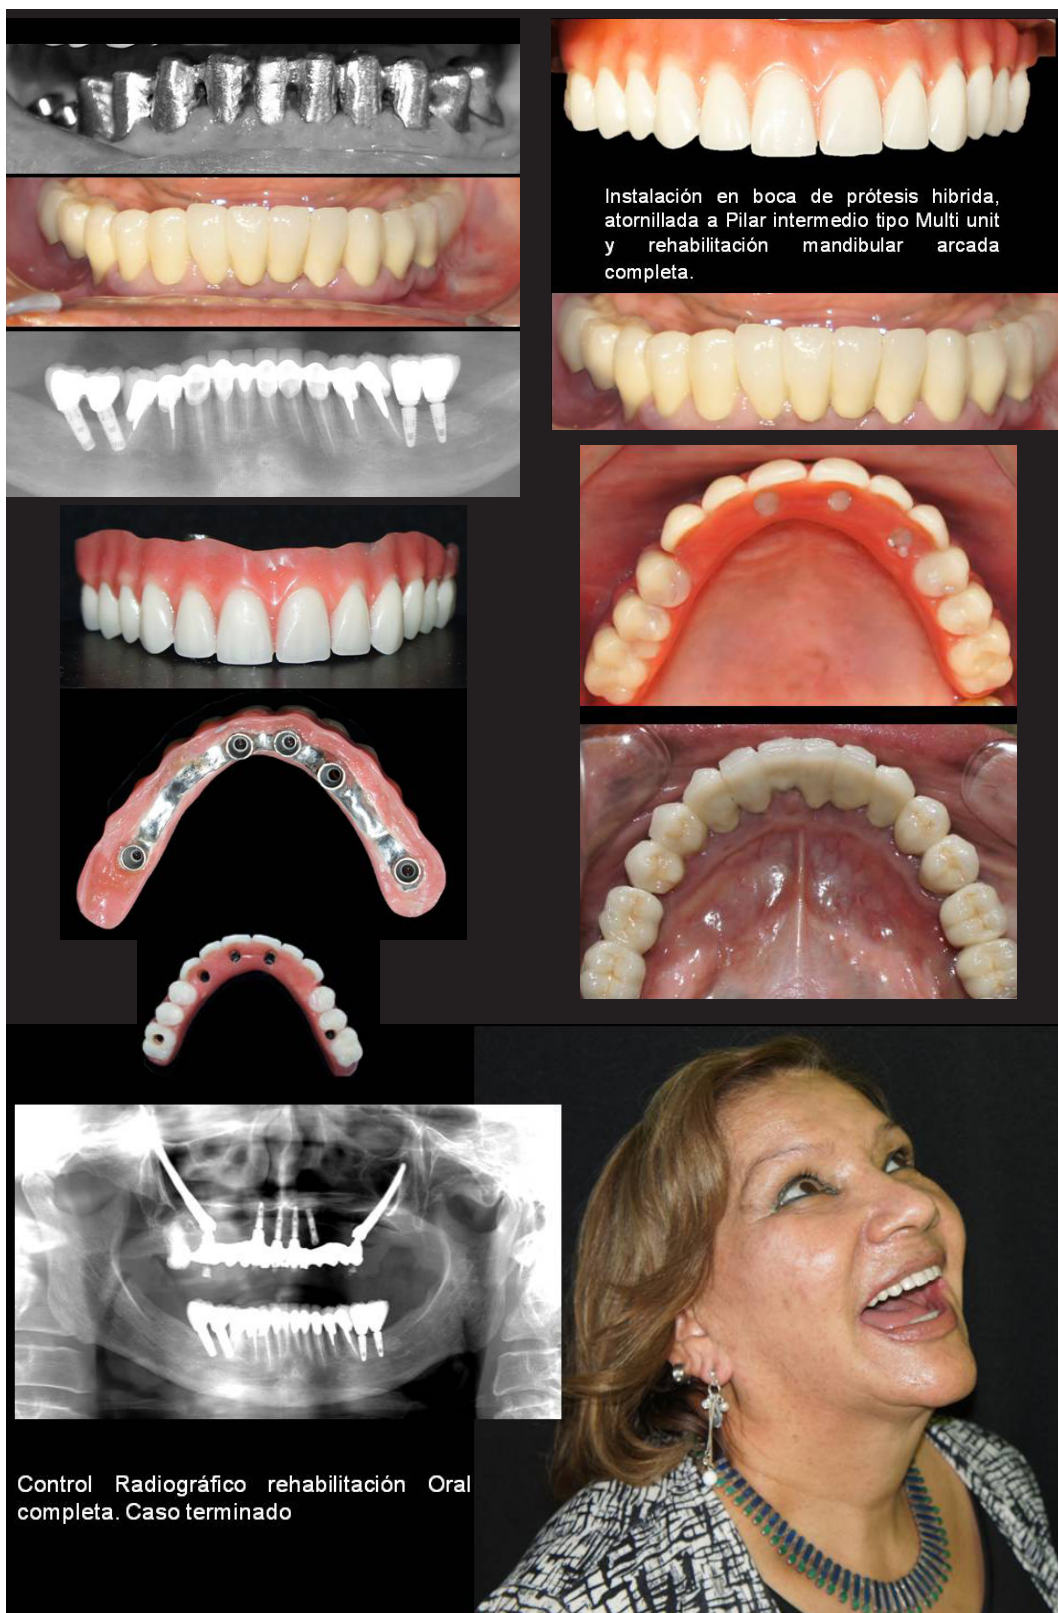 Instalación en boca de prótesis hibrida,
atornillada a Pilar intermedio tipo Multi unit
y rehabilitación mandibular arcada
completa.
Control Radiográfico rehabilitación Oral
completa. Caso terminado